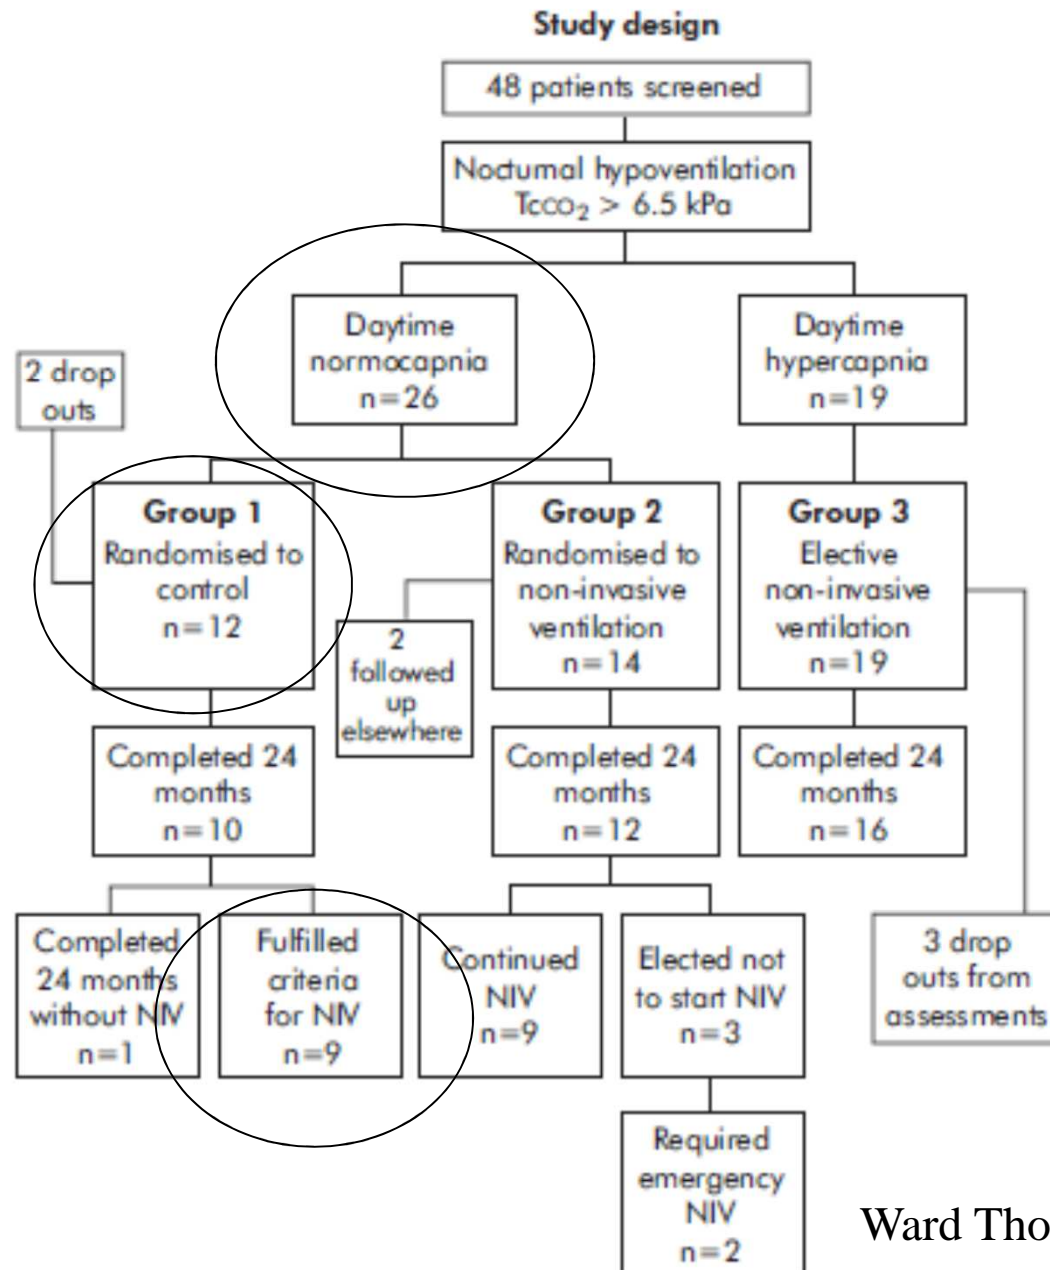 Study design
48 patients screened
Nocturnal hypoventilation
TcCO₂ > 6.5 kPa
Daytime
normocapnia
n=26
Daytime
hypercapnia
n=19
2 drop
outs
Group 1
Randomised to
control
n=12
Group 2
Randomised to
non-invasive
ventilation
n=14
Group 3
Elective
non-invasive
ventilation
n=19
2
followed
up
elsewhere
Completed 24
months
n=10
Completed 24
months
n=12
Completed 24
months
n=16
Completed
24 months
without NIV
n=1
Fulfilled
criteria
for NIV
n=9
Continued
NIV
n=9
Elected not
to start NIV
n=3
3 drop
outs from
assessments
Required
emergency
NIV
n=2
Ward Tho